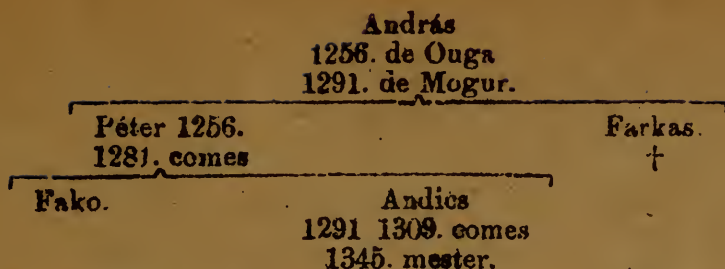 András
1256. de Ouga
1291. de Mogur.
Péter 1256. Farkas.
1281. comes †
Fako. Andics
1291 1309. comes
1345. mester.